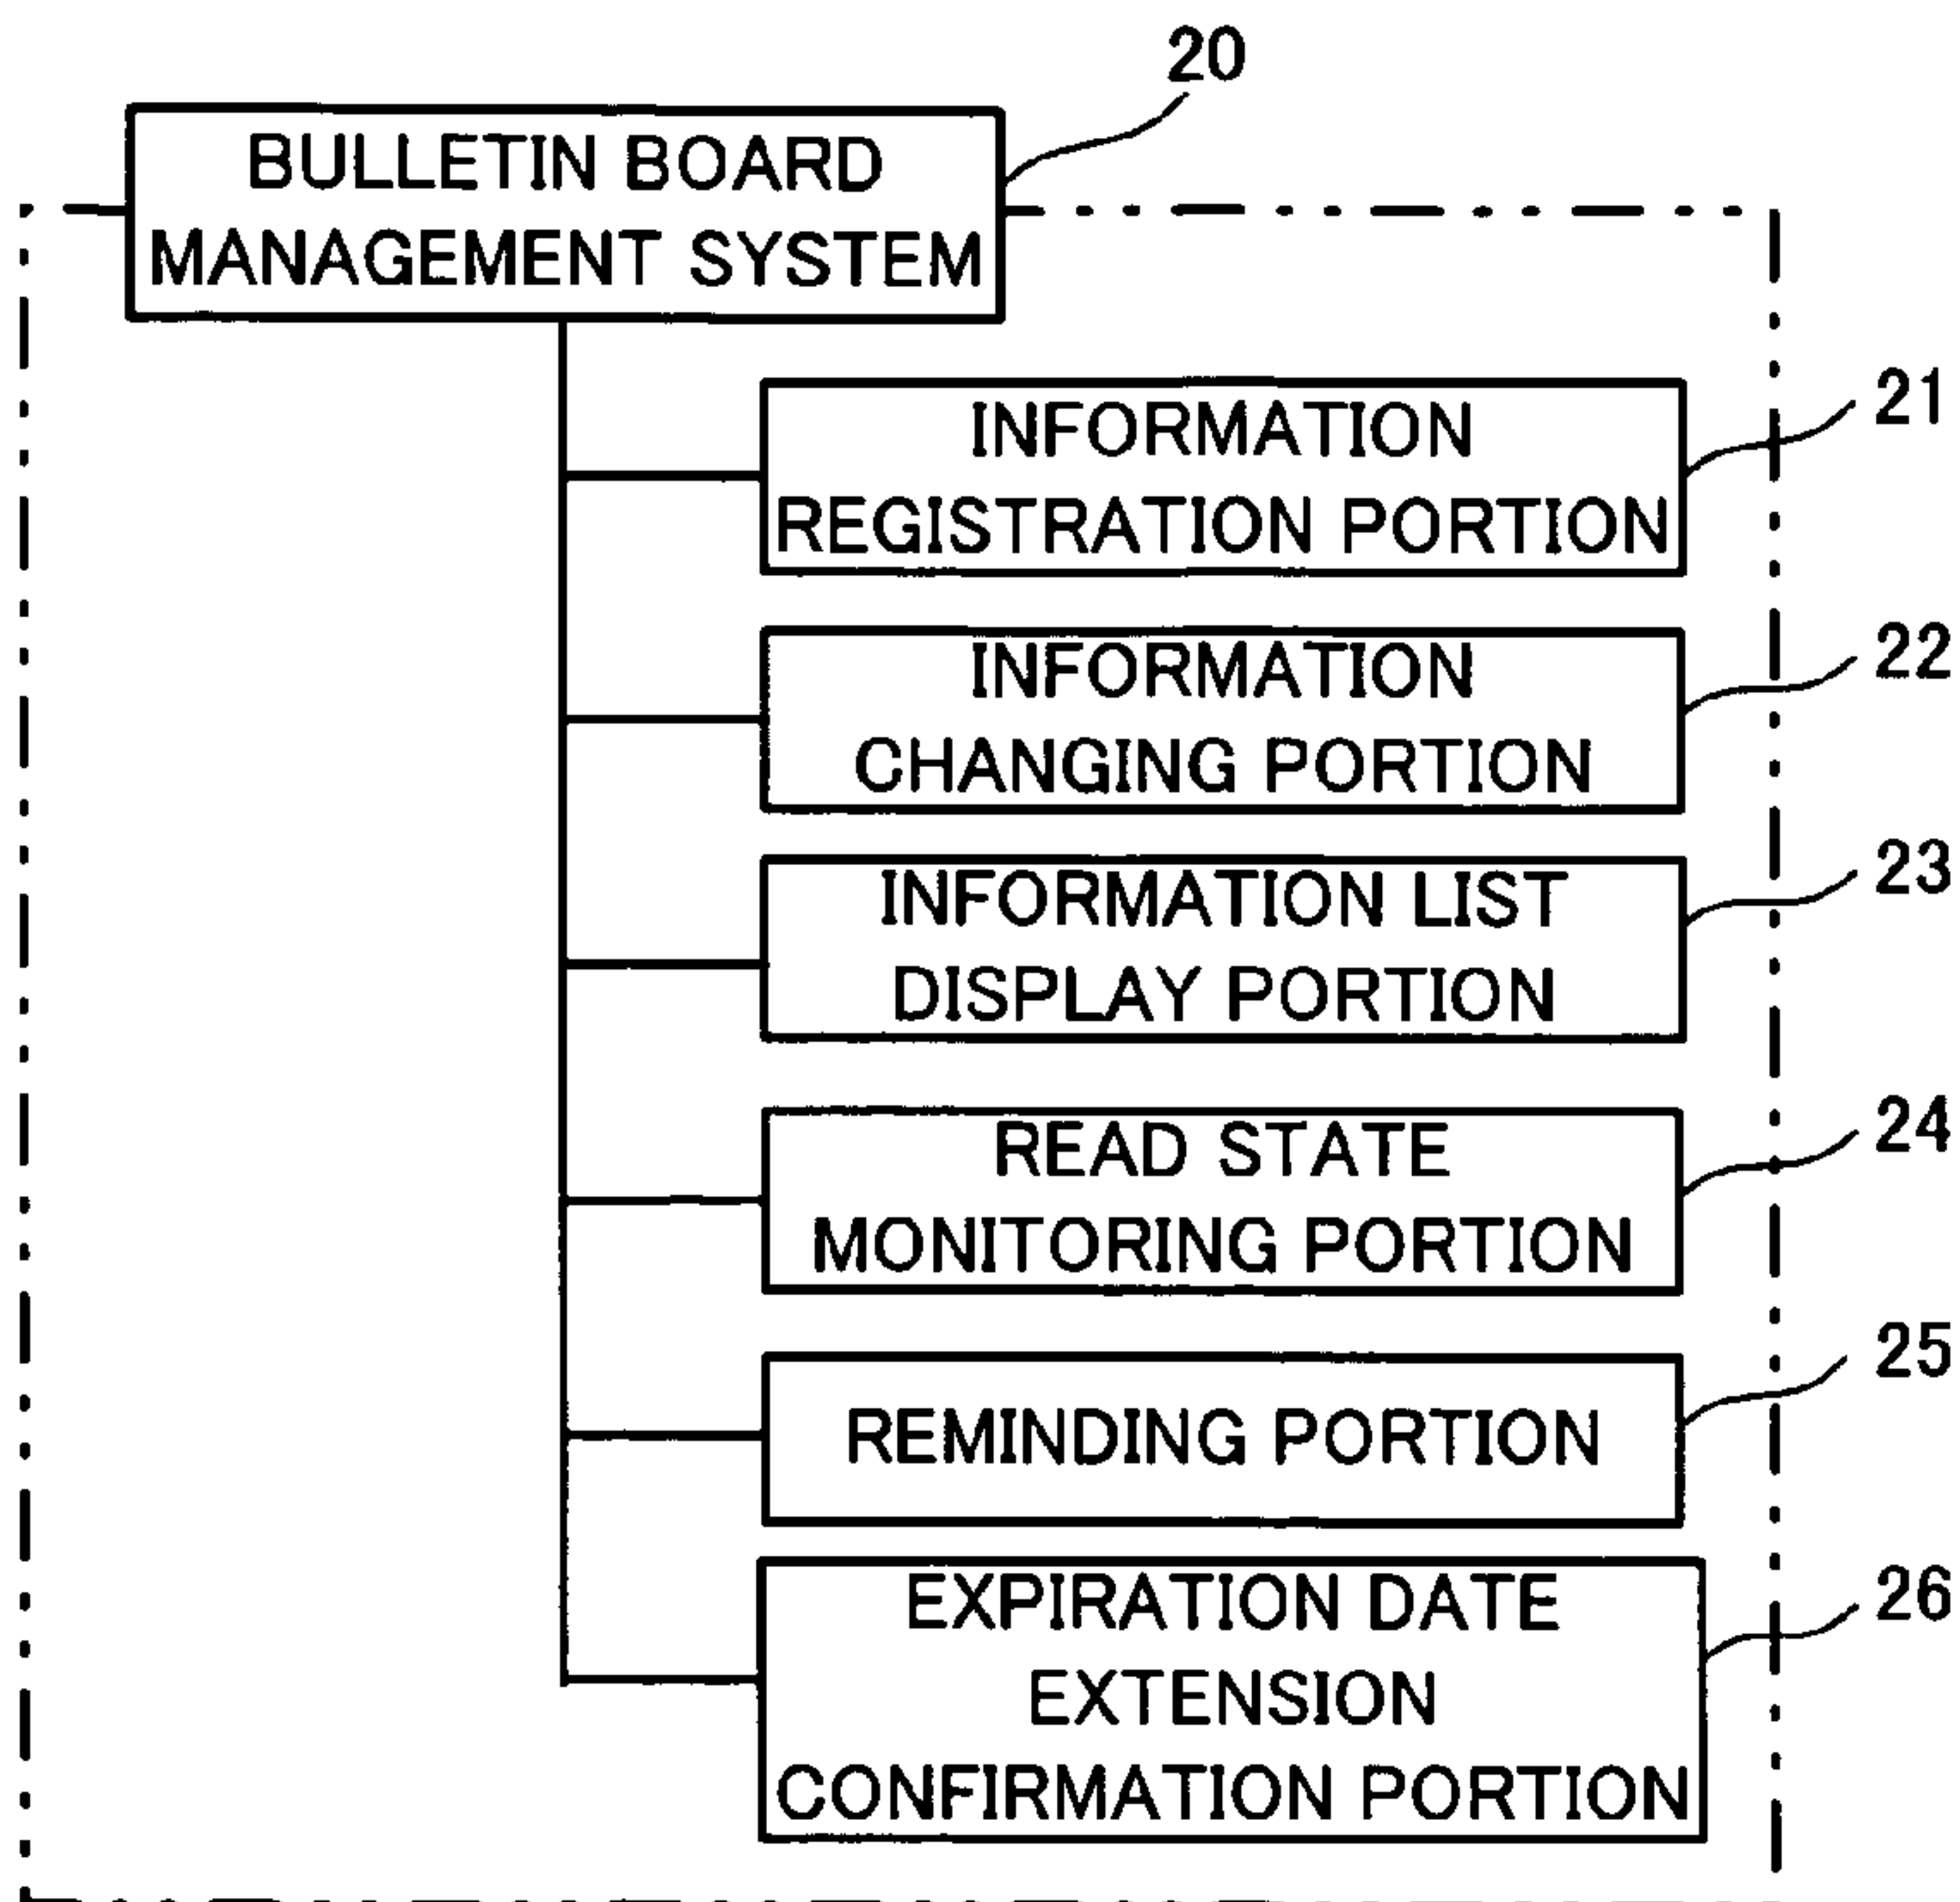 20
BULLETIN BOARD
MANAGEMENT SYSTEM
21
INFORMATION
REGISTRATION PORTION
22
INFORMATION
CHANGING PORTION
23
INFORMATION LIST
DISPLAY PORTION
24
READ STATE
MONITORING PORTION
25
REMINDING PORTION
26
EXPIRATION DATE
EXTENSION
CONFIRMATION PORTION